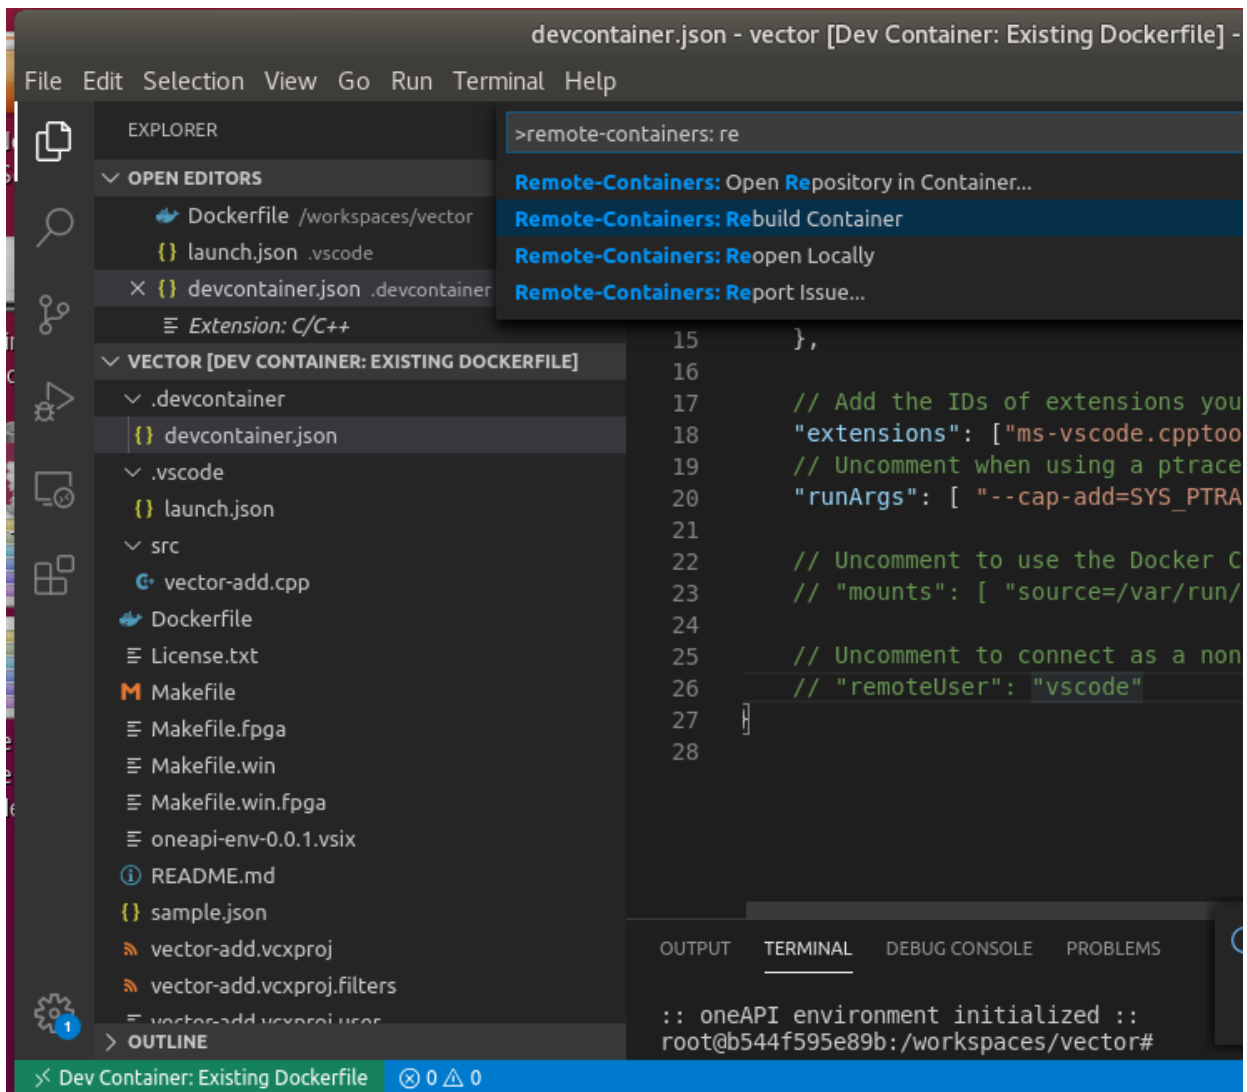 devcontainer.json - vector [Dev Container: Existing Dockerfile] -
File Edit Selection View Go Run Terminal Help
EXPLORER
>remote-containers: re
Remote-Containers: Open Repository in Container...
Remote-Containers: Rebuild Container
Remote-Containers: Reopen Locally
Remote-Containers: Report Issue...
OPEN EDITORS
Dockerfile /workspaces/vector
launch.json .vscode
devcontainer.json .devcontainer
Extension: C/C++
VECTOR [DEV CONTAINER: EXISTING DOCKERFILE]
.devcontainer
{} devcontainer.json
.vscode
{} launch.json
src
vector-add.cpp
Dockerfile
License.txt
Makefile
Makefile.fpga
Makefile.win
Makefile.win.fpga
oneapi-env-0.0.1.vsix
README.md
{} sample.json
vector-add.vcxproj
vector-add.vcxproj.filters
vector-add.vcxproj.user
OUTLINE
15 },
16
17 // Add the IDs of extensions you
18 "extensions": ["ms-vscode.cpptoo
19 // Uncomment when using a ptrace
20 "runArgs": [ "--cap-add=SYS_PTRA
21
22 // Uncomment to use the Docker C
23 // "mounts": [ "source=/var/run/
24
25 // Uncomment to connect as a non
26 // "remoteUser": "vscode"
27 }
28
OUTPUT TERMINAL DEBUG CONSOLE PROBLEMS
:: oneAPI environment initialized ::
root@b544f595e89b:/workspaces/vector#
1
Dev Container: Existing Dockerfile 0 0